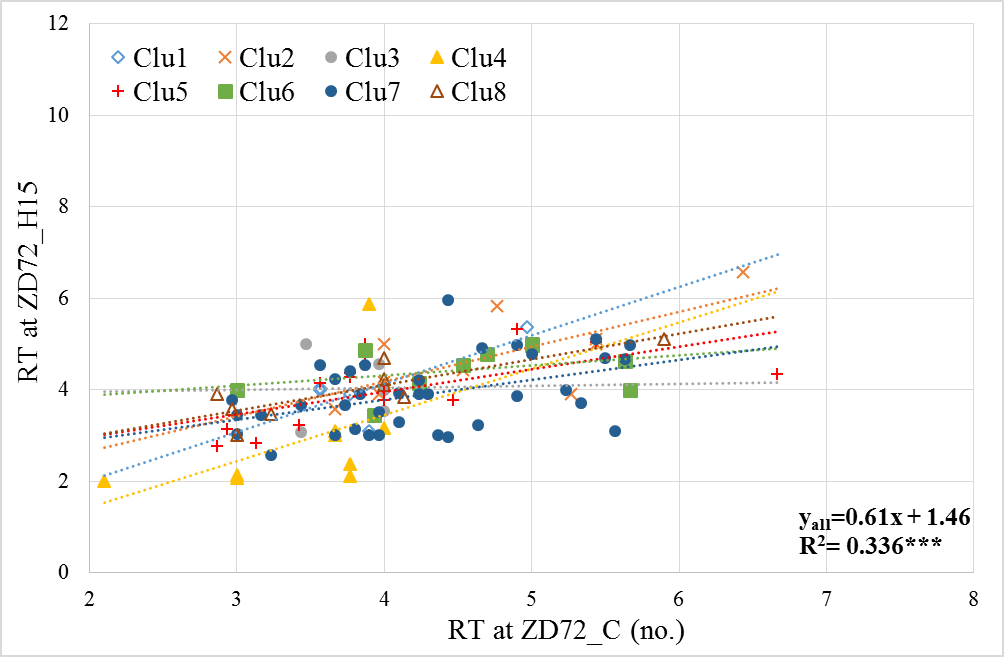 12
10
8
6
4
2
0
RT at ZD72_H15
Clu1 Clu2 Clu3 Clu4
Clu5 Clu6 Clu7 Clu8
y_all=0.61x + 1.46
R²= 0.336***
2 3 4 5 6 7 8
RT at ZD72_C (no.)